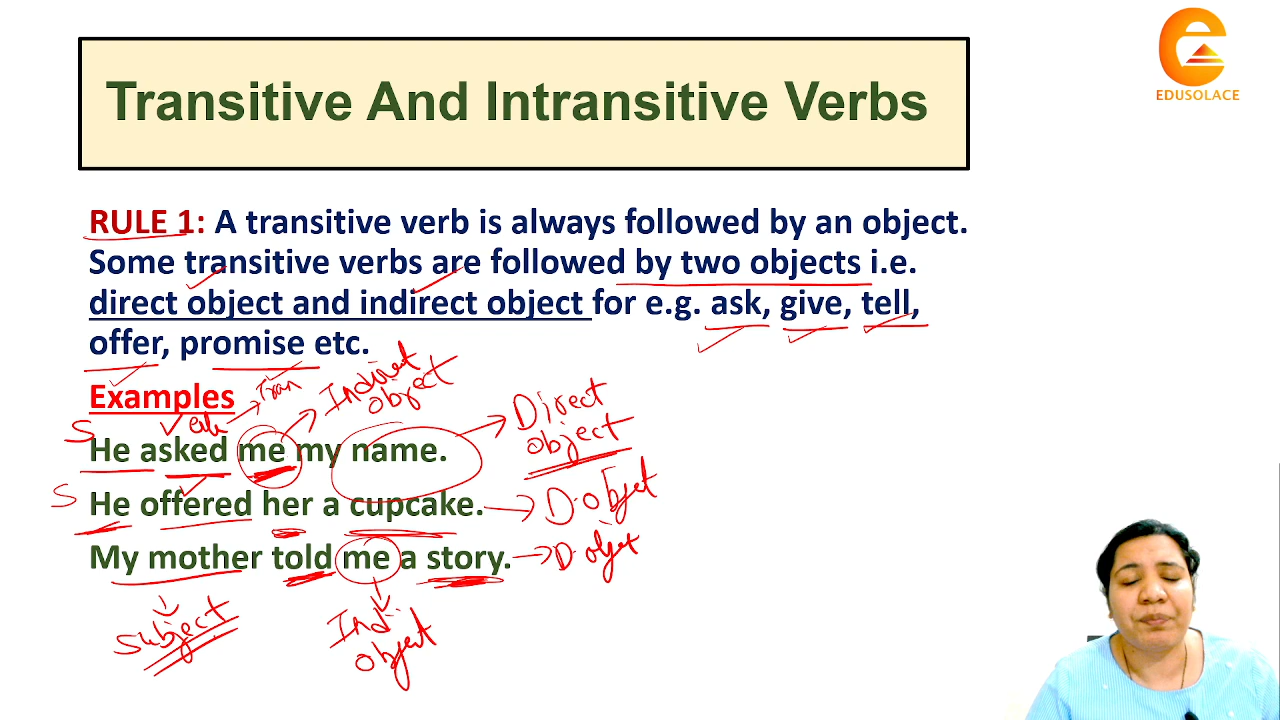 EDUSOLACE
Transitive And Intransitive Verbs
RULE 1: A transitive verb is always followed by an object.
Some transitive verbs are followed by two objects i.e.
direct object and indirect object for e.g. ask, give, tell,
offer, promise etc.
Indirect
object
Examples
Tran
Direct
object
S
He asked me my name.
S
He offered her a cupcake.
D.object
My mother told me a story.
D.objet
Subject
Ind.
object